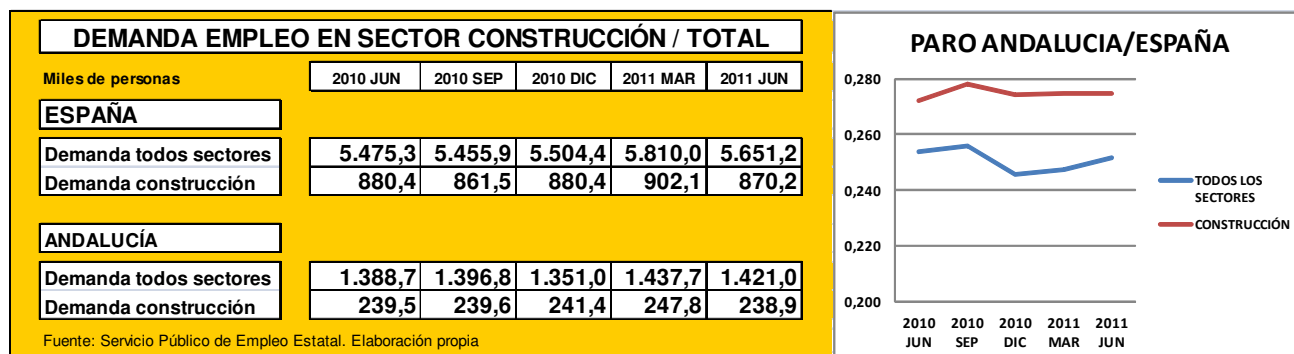 DEMANDA EMPLEO EN SECTOR CONSTRUCCIÓN / TOTAL
Miles de personas 2010 JUN 2010 SEP 2010 DIC 2011 MAR 2011 JUN
ESPAÑA
Demanda todos sectores 5.475,3 5.455,9 5.504,4 5.810,0 5.651,2
Demanda construcción 880,4 861,5 880,4 902,1 870,2
ANDALUCÍA
Demanda todos sectores 1.388,7 1.396,8 1.351,0 1.437,7 1.421,0
Demanda construcción 239,5 239,6 241,4 247,8 238,9
Fuente: Servicio Público de Empleo Estatal. Elaboración propia
PARO ANDALUCIA/ESPAÑA
0,280
0,260
0,240
0,220
0,200
2010 2010 2010 2011 2011
JUN SEP DIC MAR JUN
TODOS LOS
SECTORES
CONSTRUCCIÓN